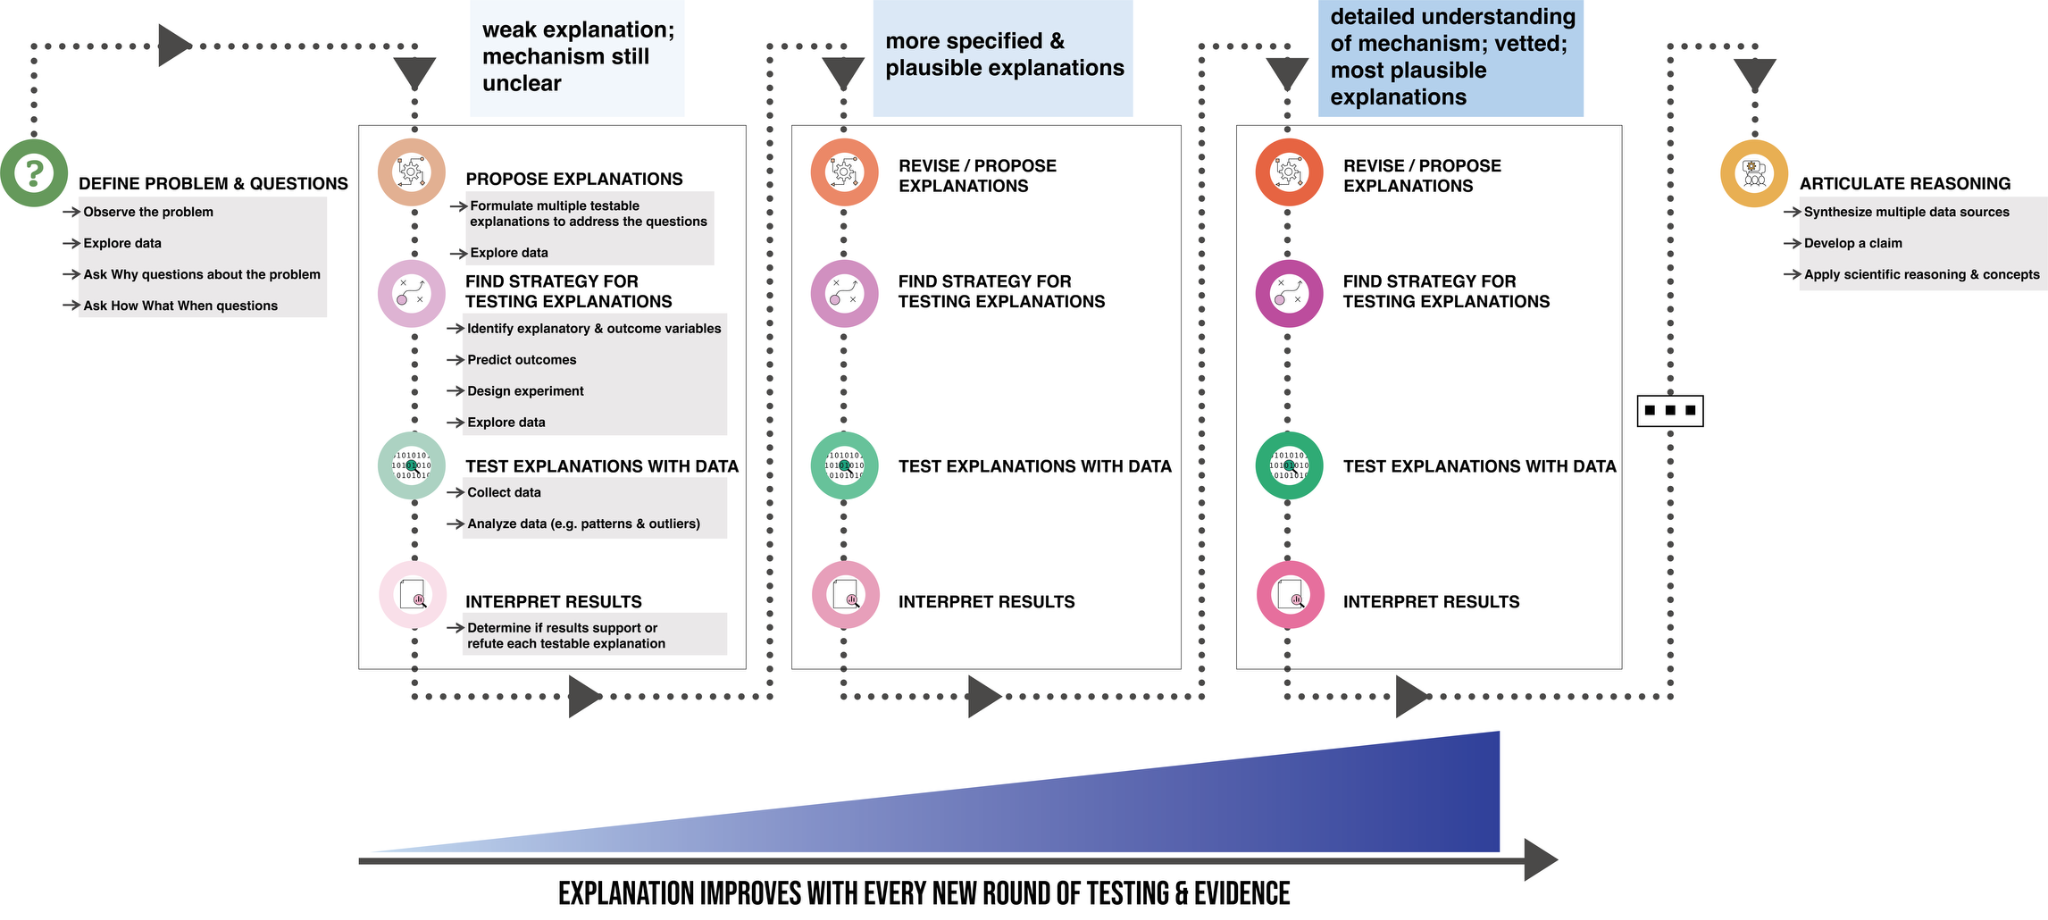 weak explanation;
mechanism still
unclear
more specified &
plausible explanations
detailed understanding
of mechanism; vetted;
most plausible
explanations
?
DEFINE PROBLEM & QUESTIONS
Observe the problem
Explore data
Ask Why questions about the problem
Ask How What When questions
PROPOSE EXPLANATIONS
Formulate multiple testable
explanations to address the questions
Explore data
FIND STRATEGY FOR
TESTING EXPLANATIONS
Identify explanatory & outcome variables
Predict outcomes
Design experiment
Explore data
TEST EXPLANATIONS WITH DATA
Collect data
Analyze data (e.g. patterns & outliers)
INTERPRET RESULTS
Determine if results support or
refute each testable explanation
REVISE / PROPOSE
EXPLANATIONS
FIND STRATEGY FOR
TESTING EXPLANATIONS
TEST EXPLANATIONS WITH DATA
INTERPRET RESULTS
REVISE / PROPOSE
EXPLANATIONS
FIND STRATEGY FOR
TESTING EXPLANATIONS
TEST EXPLANATIONS WITH DATA
INTERPRET RESULTS
ARTICULATE REASONING
Synthesize multiple data sources
Develop a claim
Apply scientific reasoning & concepts
EXPLANATION IMPROVES WITH EVERY NEW ROUND OF TESTING & EVIDENCE